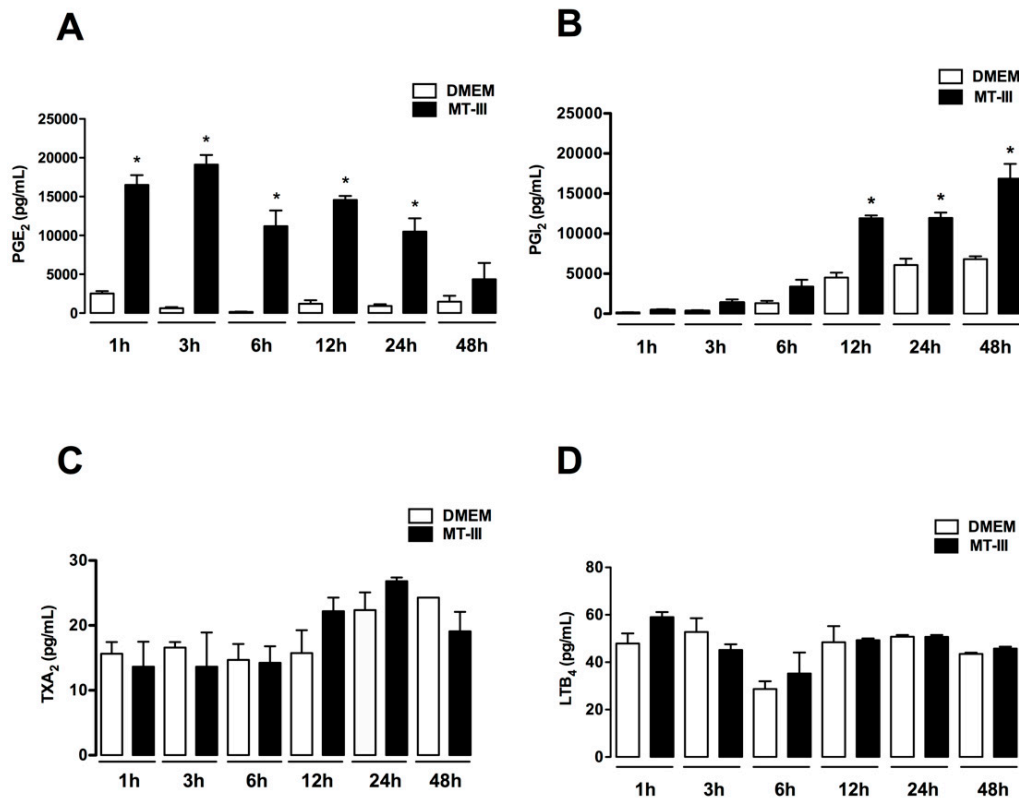 A
DMEM
MT-III
PGE2 (pg/mL)
25000
20000
15000
10000
5000
0
* * * * *
1h 3h 6h 12h 24h 48h
B
DMEM
MT-III
PGI2 (pg/mL)
25000
20000
15000
10000
5000
0
* * *
1h 3h 6h 12h 24h 48h
C
DMEM
MT-III
TXA2 (pg/mL)
30
20
10
0
1h 3h 6h 12h 24h 48h
D
DMEM
MT-III
LTB4 (pg/mL)
80
60
40
20
0
1h 3h 6h 12h 24h 48h